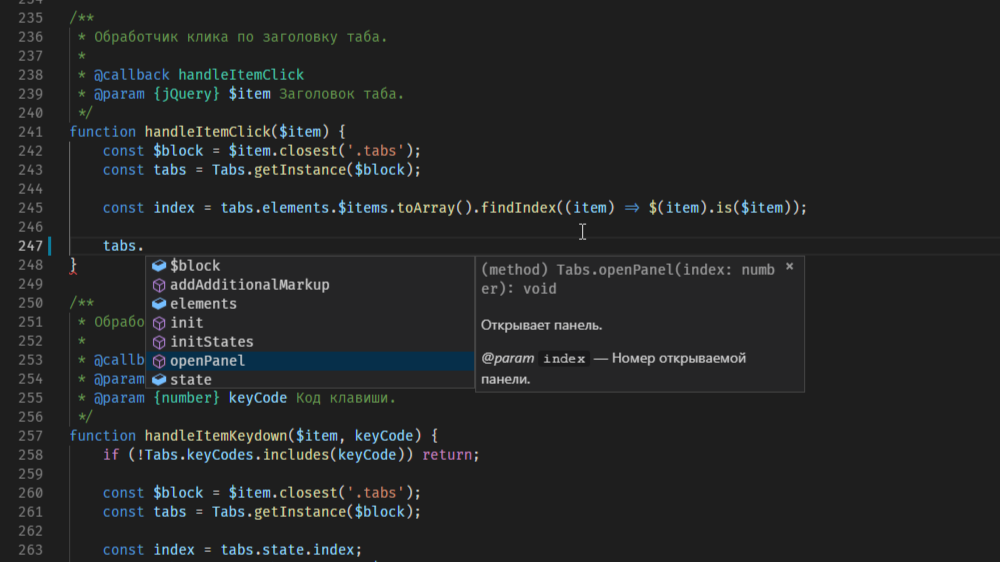 235 /**
236 * Обработчик клика по заголовку таба.
237 *
238 * @callback handleItemClick
239 * @param {jQuery} $item Заголовок таба.
240 */
241 function handleItemClick($item) {
242 const $block = $item.closest('.tabs');
243 const tabs = Tabs.getInstance($block);
244
245 const index = tabs.elements.$items.toArray().findIndex((item) => $(item).is($item));
246
247 tabs.
248 }
$block
addAdditionalMarkup
elements
init
initStates
openPanel
state
(method) Tabs.openPanel(index: numb
er): void
×
Открывает панель.
@param index — Номер открываемой
панели.
249
250 /**
251 * Обрабо
252 *
253 * @callb
254 * @param
255 * @param {number} keyCode Код клавиши.
256 */
257 function handleItemKeydown($item, keyCode) {
258 if (!Tabs.keyCodes.includes(keyCode)) return;
259
260 const $block = $item.closest('.tabs');
261 const tabs = Tabs.getInstance($block);
262
263 const index = tabs.state.index;